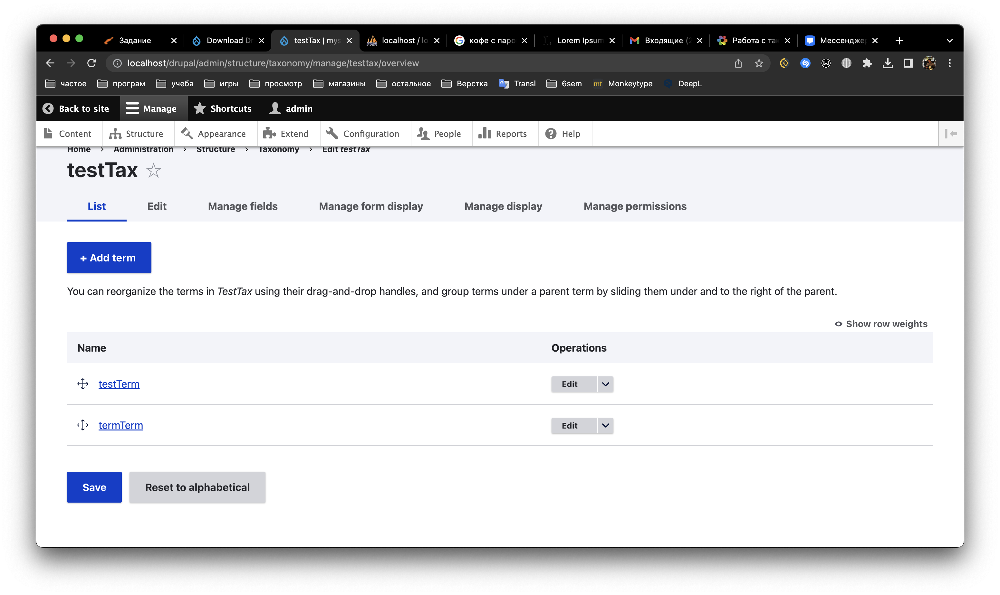 Задание Download Dr testTax | mys localhost / lo кофе с паро Lorem Ipsum Входящие (2 Работа с так Мессендже
localhost/drupal/admin/structure/taxonomy/manage/testtax/overview
частое програм учеба игры просмотр магазины остальное Верстка Transl 6sem mt Monkeytype DeepL
Back to site Manage Shortcuts admin
Content Structure Appearance Extend Configuration People Reports Help
Home > Administration > Structure > Taxonomy > Edit testTax
testTax
List Edit Manage fields Manage form display Manage display Manage permissions
+ Add term
You can reorganize the terms in TestTax using their drag-and-drop handles, and group terms under a parent term by sliding them under and to the right of the parent.
Show row weights
Name Operations
testTerm Edit
termTerm Edit
Save Reset to alphabetical